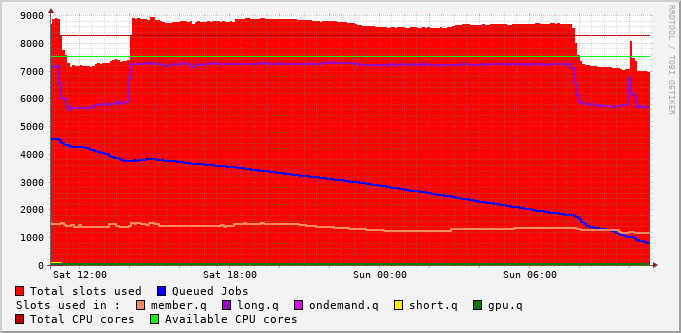 9000
8000
7000
6000
5000
4000
3000
2000
1000
0
Sat 12:00 Sat 18:00 Sun 00:00 Sun 06:00
RRDTOOL / TOBI OETIKER
Total slots used Queued Jobs
Slots used in : member.q long.q ondemand.q short.q gpu.q
Total CPU cores Available CPU cores